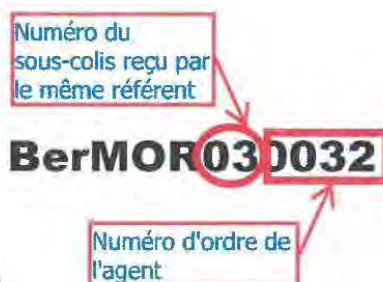 Numéro du
sous-colis reçu par
le même référent
BerMOR030032
Numéro d'ordre de
l'agent